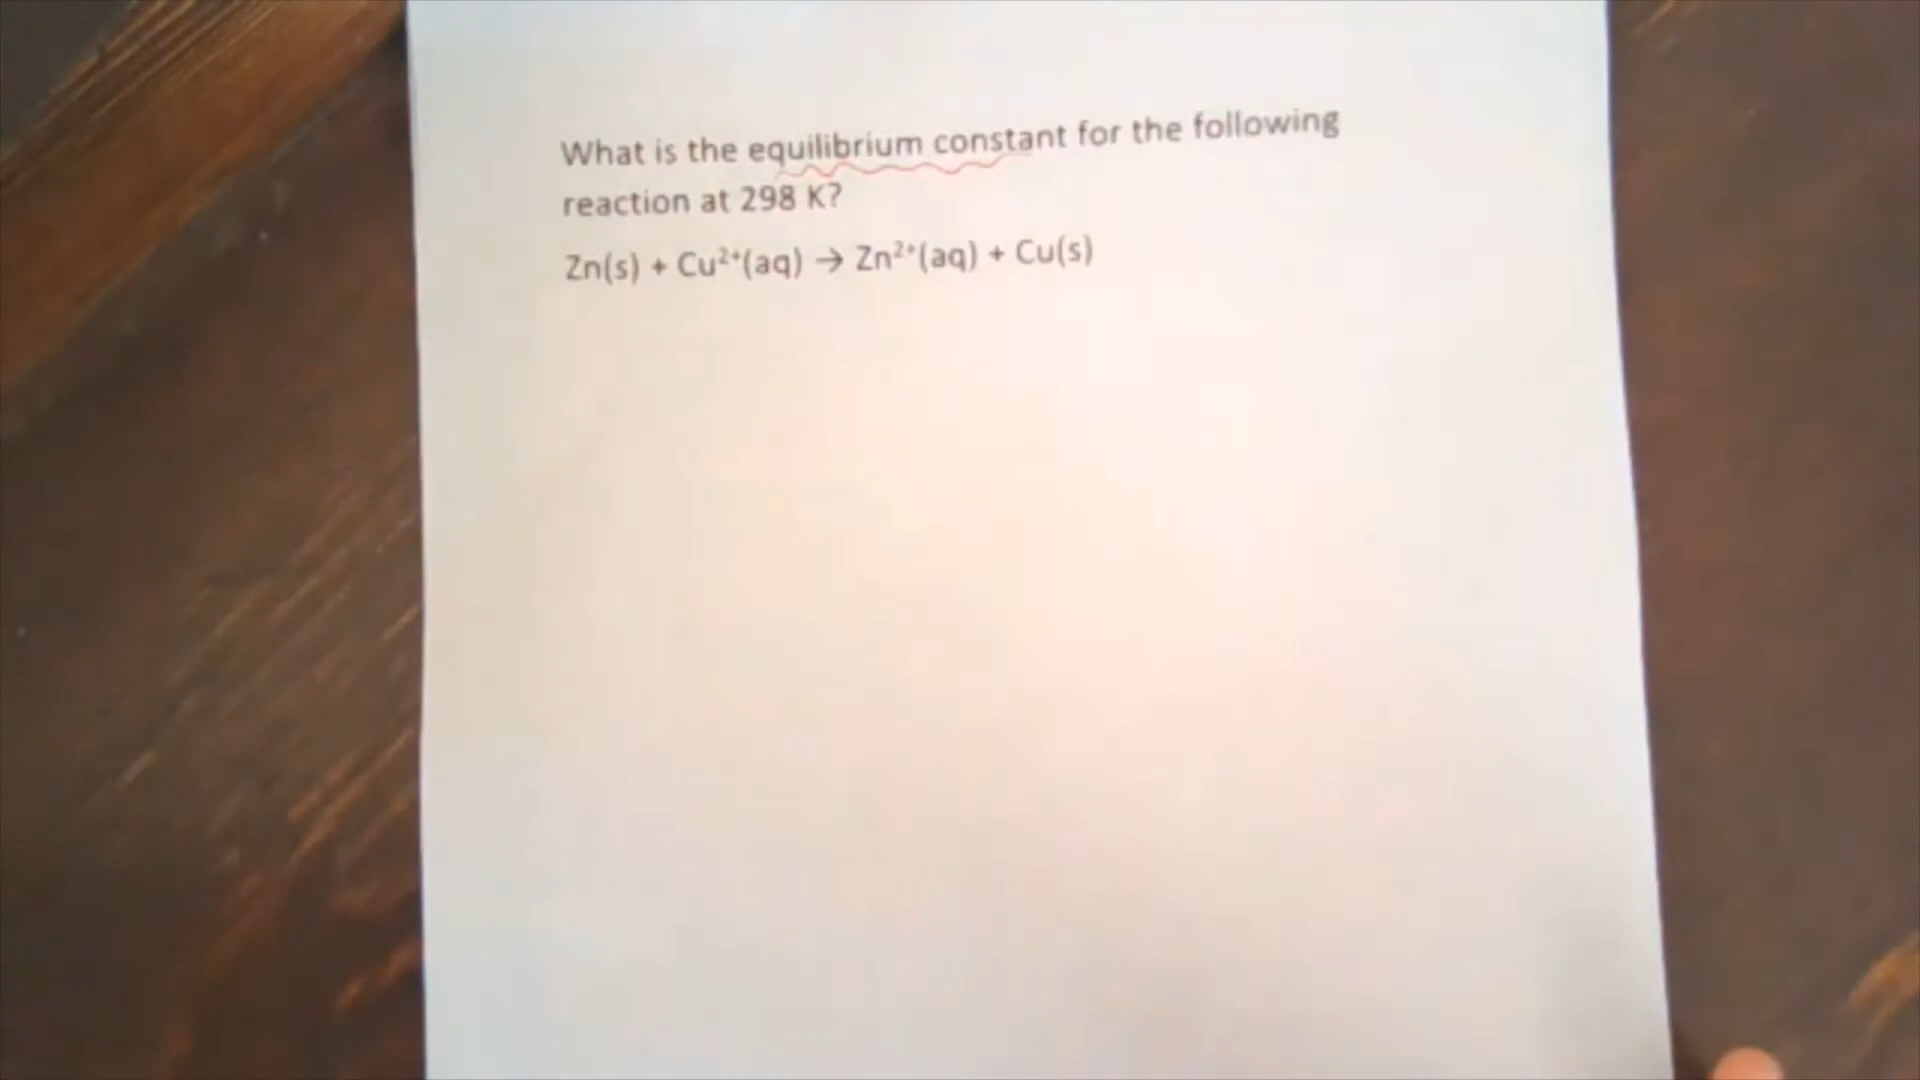 What is the equilibrium constant for the following
reaction at 298 K?
Zn(s) + Cu²⁺(aq) → Zn²⁺(aq) + Cu(s)